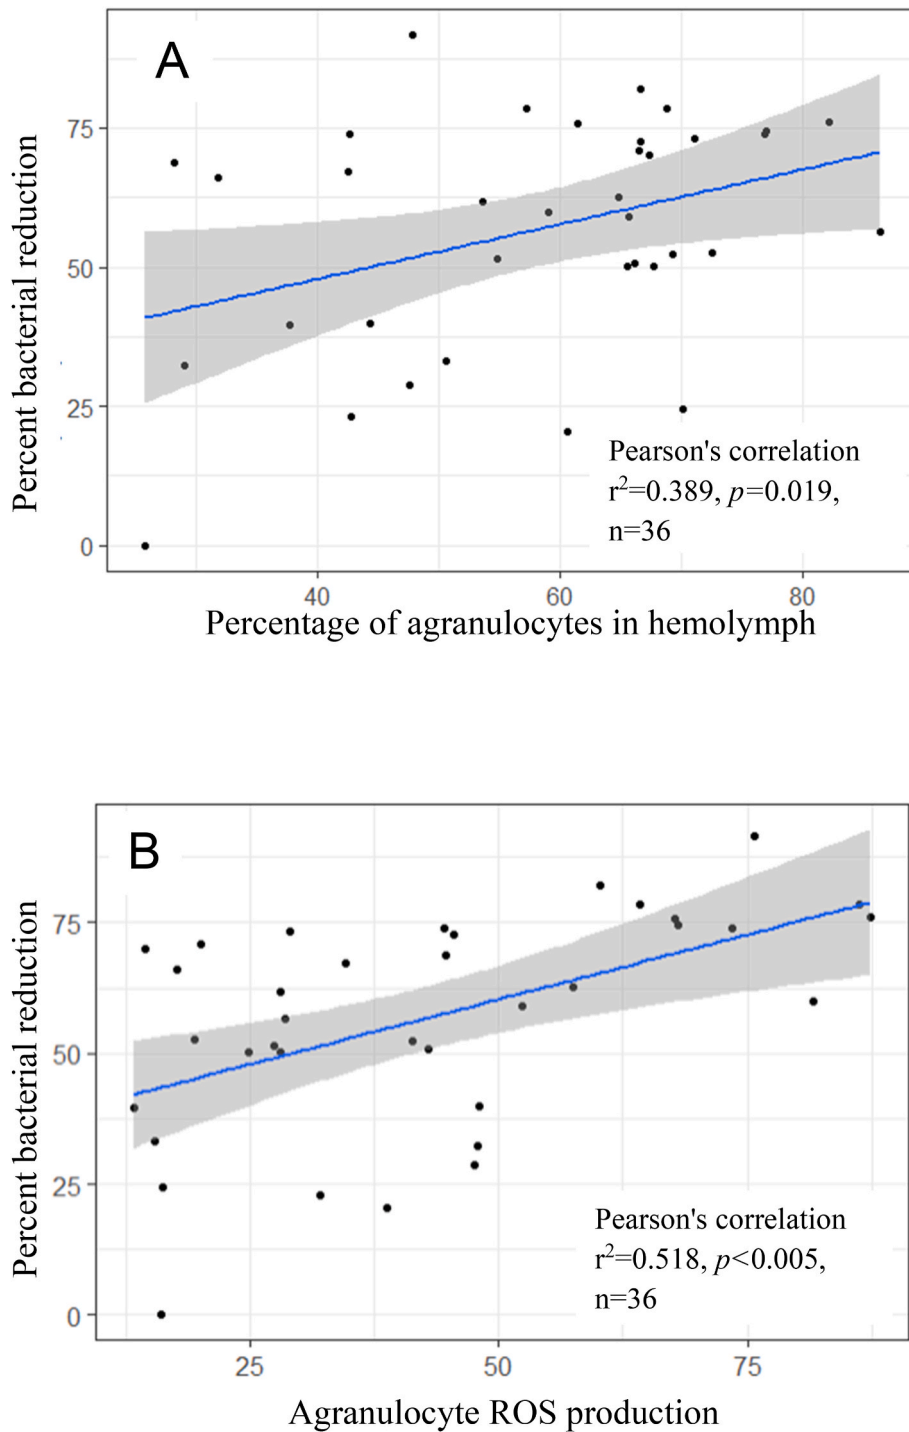 A
Percent bacterial reduction
75
50
25
0
Pearson's correlation
r²=0.389, p=0.019,
n=36
40 60 80
Percentage of agranulocytes in hemolymph
B
Percent bacterial reduction
75
50
25
0
Pearson's correlation
r²=0.518, p<0.005,
n=36
25 50 75
Agranulocyte ROS production